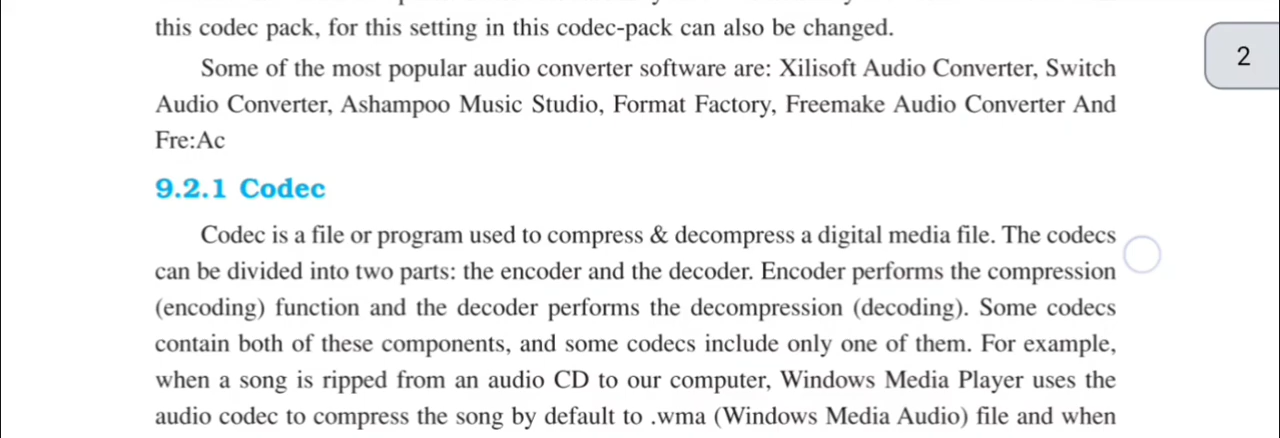 this codec pack, for this setting in this codec-pack can also be changed.
Some of the most popular audio converter software are: Xilisoft Audio Converter, Switch
Audio Converter, Ashampoo Music Studio, Format Factory, Freemake Audio Converter And
Fre:Ac
9.2.1 Codec
Codec is a file or program used to compress & decompress a digital media file. The codecs
can be divided into two parts: the encoder and the decoder. Encoder performs the compression
(encoding) function and the decoder performs the decompression (decoding). Some codecs
contain both of these components, and some codecs include only one of them. For example,
when a song is ripped from an audio CD to our computer, Windows Media Player uses the
audio codec to compress the song by default to .wma (Windows Media Audio) file and when
2